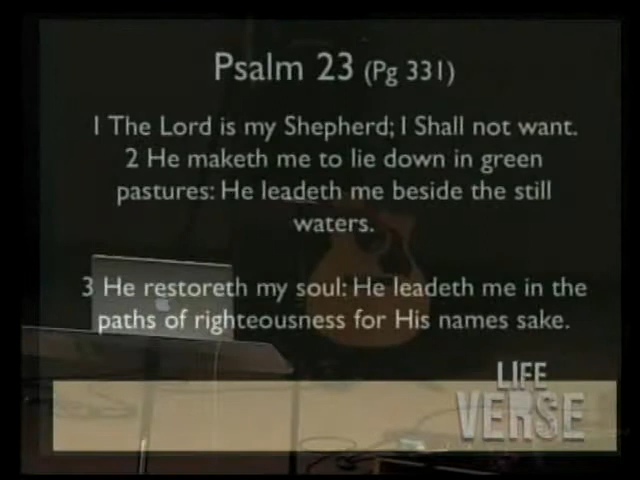 Psalm 23 (Pg 331)
1 The Lord is my Shepherd; I Shall not want.
2 He maketh me to lie down in green
pastures: He leadeth me beside the still
waters.
3 He restoreth my soul: He leadeth me in the
paths of righteousness for His names sake.
LIFE
VERSE